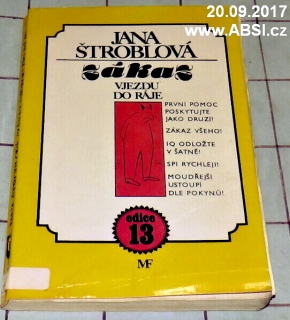 20.09.2017
www.ABSI.cz
JANA
ŠTROBLOVÁ
zákaz
VJEZDU
DO RÁJE
PRVNÍ POMOC
POSKYTUJTE
JAKO DRUZÍ!
ZÁKAZ VŠEHO!
IQ ODLOŽTE
V ŠATNĚ!
SPI RYCHLEJI!
MOUDŘEJŠÍ
USTOUPÍ
DLE POKYNŮ!
edice
13
MF